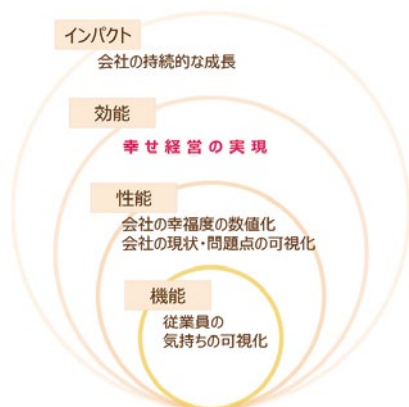 インパクト
会社の持続的な成長
効能
幸せ経営の実現
性能
会社の幸福度の数値化
会社の現状・問題点の可視化
機能
従業員の
気持ちの可視化